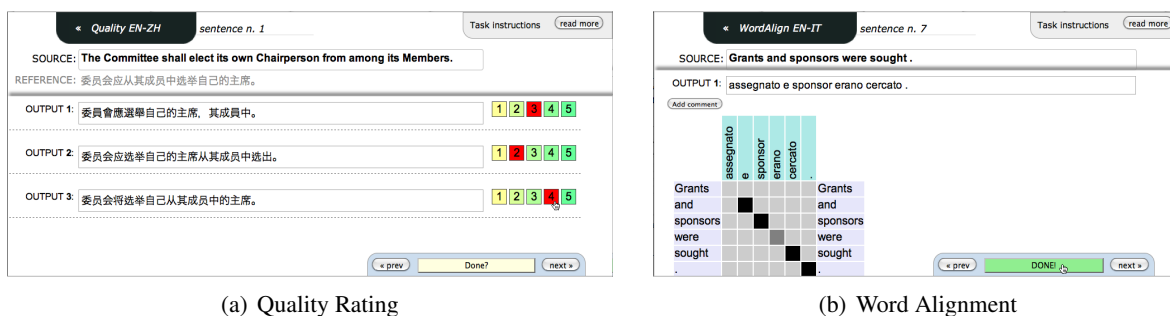 « Quality EN-ZH sentence n. 1 Task instructions read more
SOURCE: The Committee shall elect its own Chairperson from among its Members.
REFERENCE: 委员会应从其成员中选举自己的主席。
OUTPUT 1: 委員會應選舉自己的主席，其成員中。 1 2 3 4 5
OUTPUT 2: 委员会应选举自己的主席从其成员中选出。 1 2 3 4 5
OUTPUT 3: 委员会将选举自己从其成员中的主席。 1 2 3 4 5
« prev Done? next »
(a) Quality Rating
« WordAlign EN-IT sentence n. 7 Task instructions read more
SOURCE: Grants and sponsors were sought .
OUTPUT 1: assegnato e sponsor erano cercato .
Add comment
assegnato e sponsor erano cercato .
Grants Grants
and and
sponsors sponsors
were were
sought sought
. .
« prev DONE! next »
(b) Word Alignment